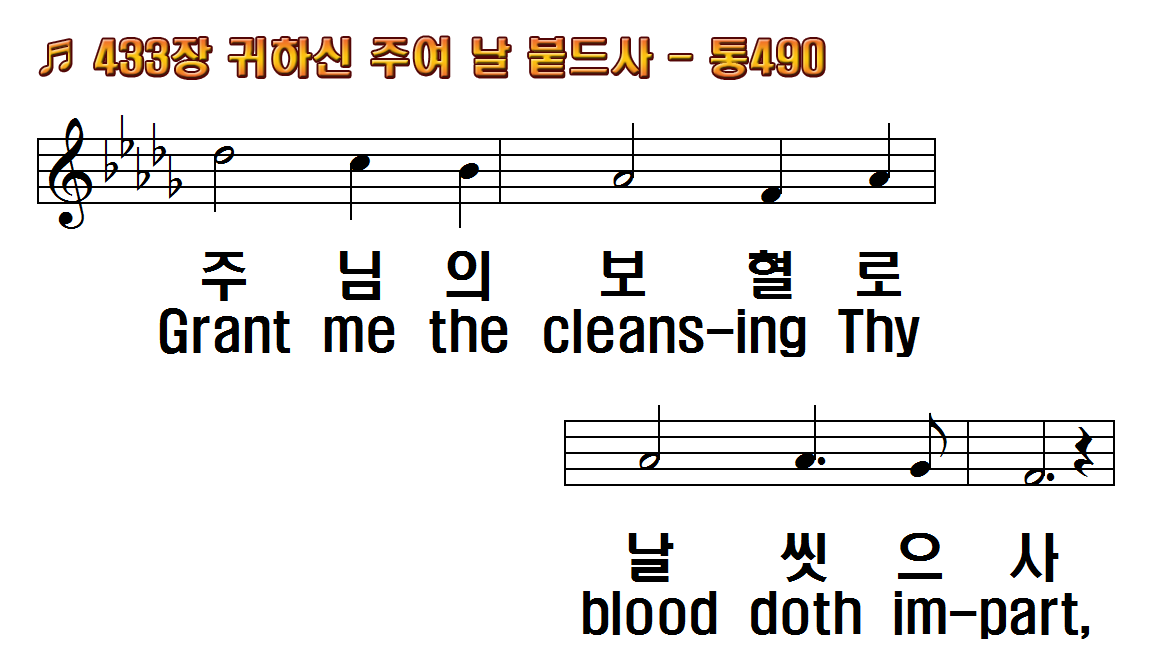 ♬ 433장 귀하신 주여 날 붙드사 - 통490
주 님 의 보 혈 로
Grant me the cleans-ing Thy
날 씻 으 사
blood doth im-part,